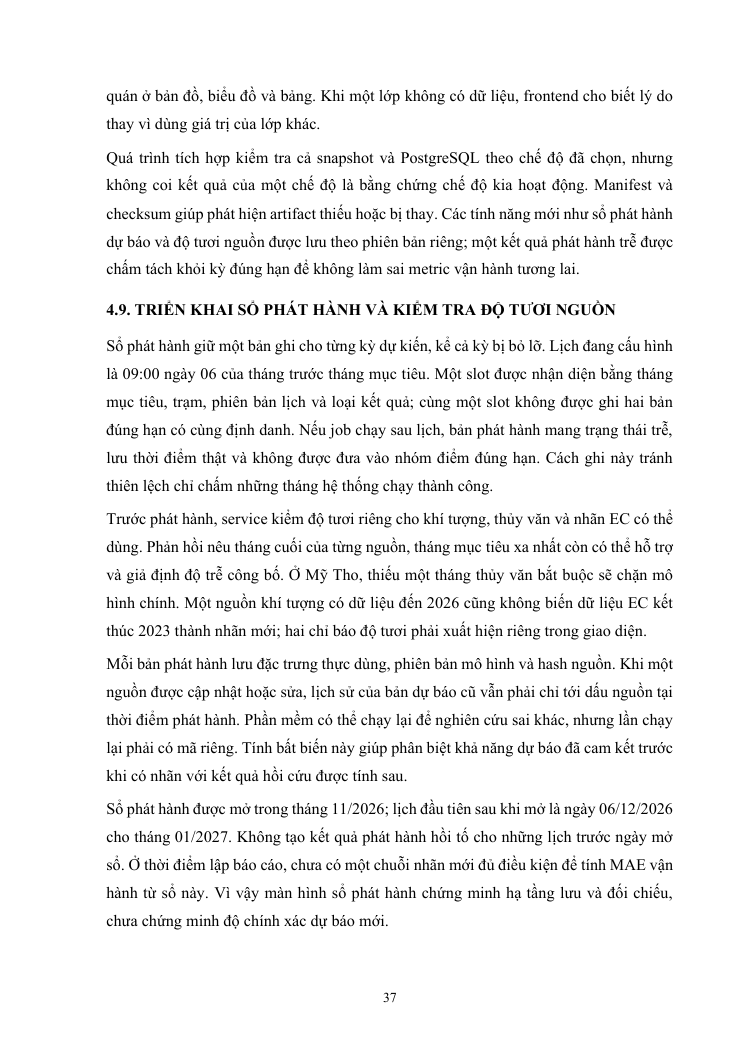 quán ở bản đồ, biểu đồ và bảng. Khi một lớp không có dữ liệu, frontend cho biết lý do
thay vì dùng giá trị của lớp khác.
Quá trình tích hợp kiểm tra cả snapshot và PostgreSQL theo chế độ đã chọn, nhưng
không coi kết quả của một chế độ là bằng chứng chế độ kia hoạt động. Manifest và
checksum giúp phát hiện artifact thiếu hoặc bị thay. Các tính năng mới như sổ phát hành
dự báo và độ tươi nguồn được lưu theo phiên bản riêng; một kết quả phát hành trễ được
chấm tách khỏi kỳ đúng hạn để không làm sai metric vận hành tương lai.
4.9. TRIỂN KHAI SỔ PHÁT HÀNH VÀ KIỂM TRA ĐỘ TƯƠI NGUỒN
Sổ phát hành giữ một bản ghi cho từng kỳ dự kiến, kể cả kỳ bị bỏ lỡ. Lịch đang cấu hình
là 09:00 ngày 06 của tháng trước tháng mục tiêu. Một slot được nhận diện bằng tháng
mục tiêu, trạm, phiên bản lịch và loại kết quả; cùng một slot không được ghi hai bản
đúng hạn có cùng định danh. Nếu job chạy sau lịch, bản phát hành mang trạng thái trễ,
lưu thời điểm thật và không được đưa vào nhóm điểm đúng hạn. Cách ghi này tránh
thiên lệch chỉ chấm những tháng hệ thống chạy thành công.
Trước phát hành, service kiểm độ tươi riêng cho khí tượng, thủy văn và nhãn EC có thể
dùng. Phản hồi nêu tháng cuối của từng nguồn, tháng mục tiêu xa nhất còn có thể hỗ trợ
và giả định độ trễ công bố. Ở Mỹ Tho, thiếu một tháng thủy văn bắt buộc sẽ chặn mô
hình chính. Một nguồn khí tượng có dữ liệu đến 2026 cũng không biến dữ liệu EC kết
thúc 2023 thành nhãn mới; hai chỉ báo độ tươi phải xuất hiện riêng trong giao diện.
Mỗi bản phát hành lưu đặc trưng thực dùng, phiên bản mô hình và hash nguồn. Khi một
nguồn được cập nhật hoặc sửa, lịch sử của bản dự báo cũ vẫn phải chỉ tới dấu nguồn tại
thời điểm phát hành. Phần mềm có thể chạy lại để nghiên cứu sai khác, nhưng lần chạy
lại phải có mã riêng. Tính bất biến này giúp phân biệt khả năng dự báo đã cam kết trước
khi có nhãn với kết quả hồi cứu được tính sau.
Sổ phát hành được mở trong tháng 11/2026; lịch đầu tiên sau khi mở là ngày 06/12/2026
cho tháng 01/2027. Không tạo kết quả phát hành hồi tố cho những lịch trước ngày mở
sổ. Ở thời điểm lập báo cáo, chưa có một chuỗi nhãn mới đủ điều kiện để tính MAE vận
hành từ sổ này. Vì vậy màn hình sổ phát hành chứng minh hạ tầng lưu và đối chiếu,
chưa chứng minh độ chính xác dự báo mới.
37